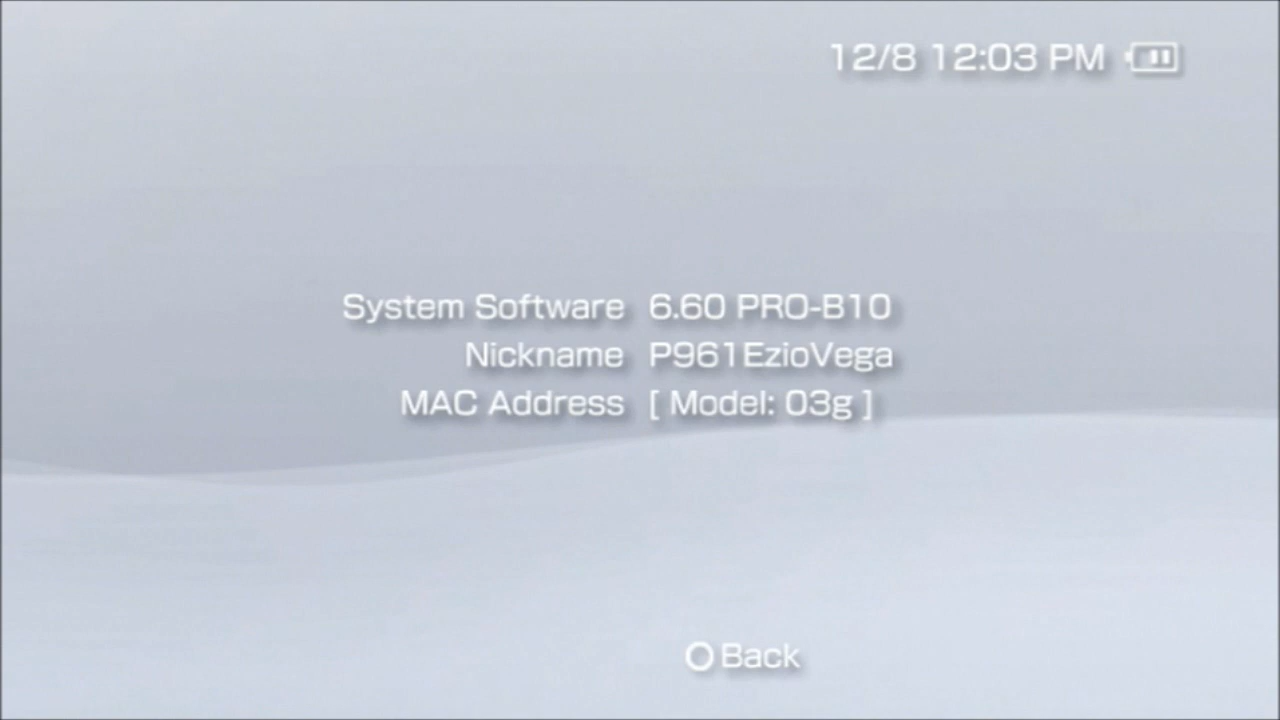 12/8 12:03 PM
System Software 6.60 PRO-B10
Nickname P961EzioVega
MAC Address [ Model: 03g ]
Back